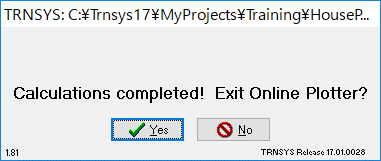 TRNSYS: C:¥Trnsys17¥MyProjects¥Training¥HouseP...
Calculations completed!  Exit Online Plotter?
Yes
No
1.81
TRNSYS Release 17.01.0028